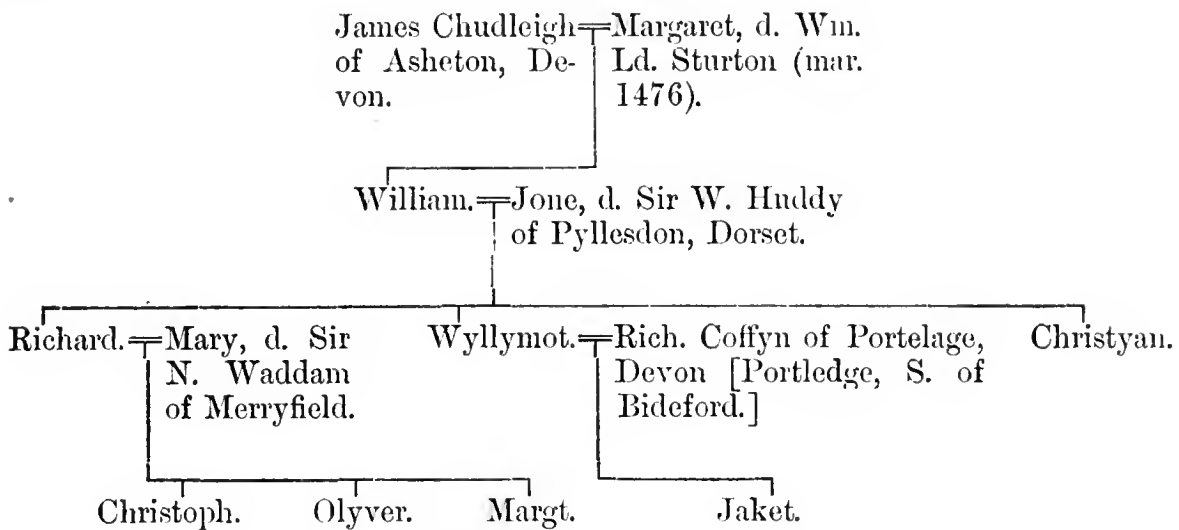 James Chudleigh
of Asheton, De-
von.
Margaret, d. Wm.
Ld. Sturton (mar.
1476).
William.
Jone, d. Sir W. Huddy
of Pyllesdon, Dorset.
Richard.
Mary, d. Sir
N. Waddam
of Merryfield.
Wyllymot.
Rich. Coffyn of Portelage,
Devon [Portledge, S. of
Bideford.]
Christyan.
Christoph.
Olyver.
Margt.
Jaket.